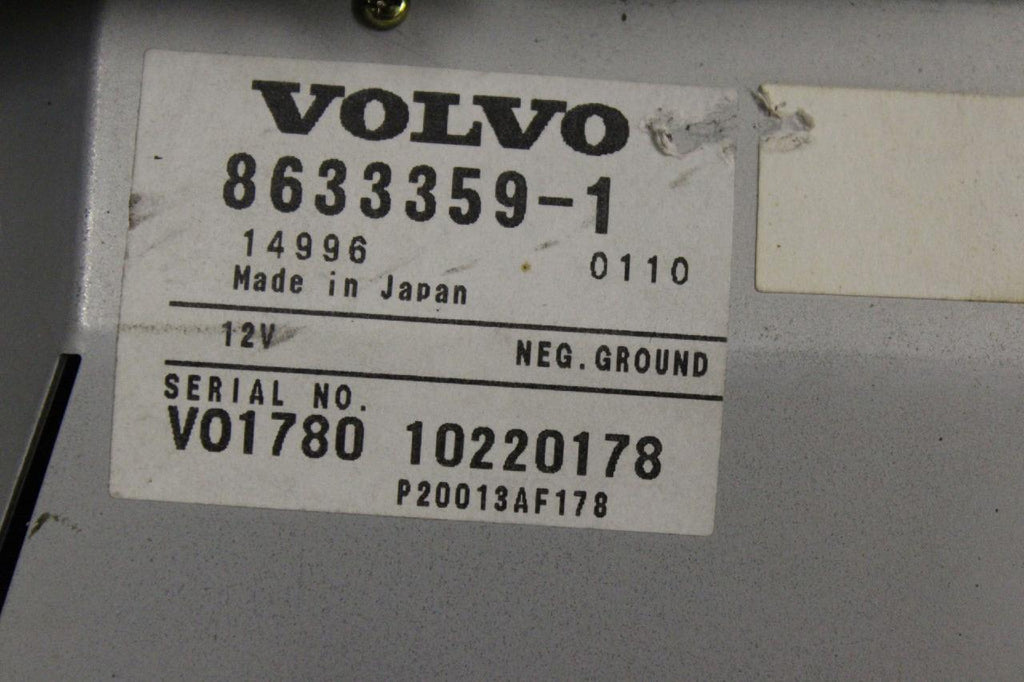 VOLVO
8633359-1
14996 0110
Made in Japan
12V NEG. GROUND
SERIAL NO.
VO1780 10220178
P20013AF178